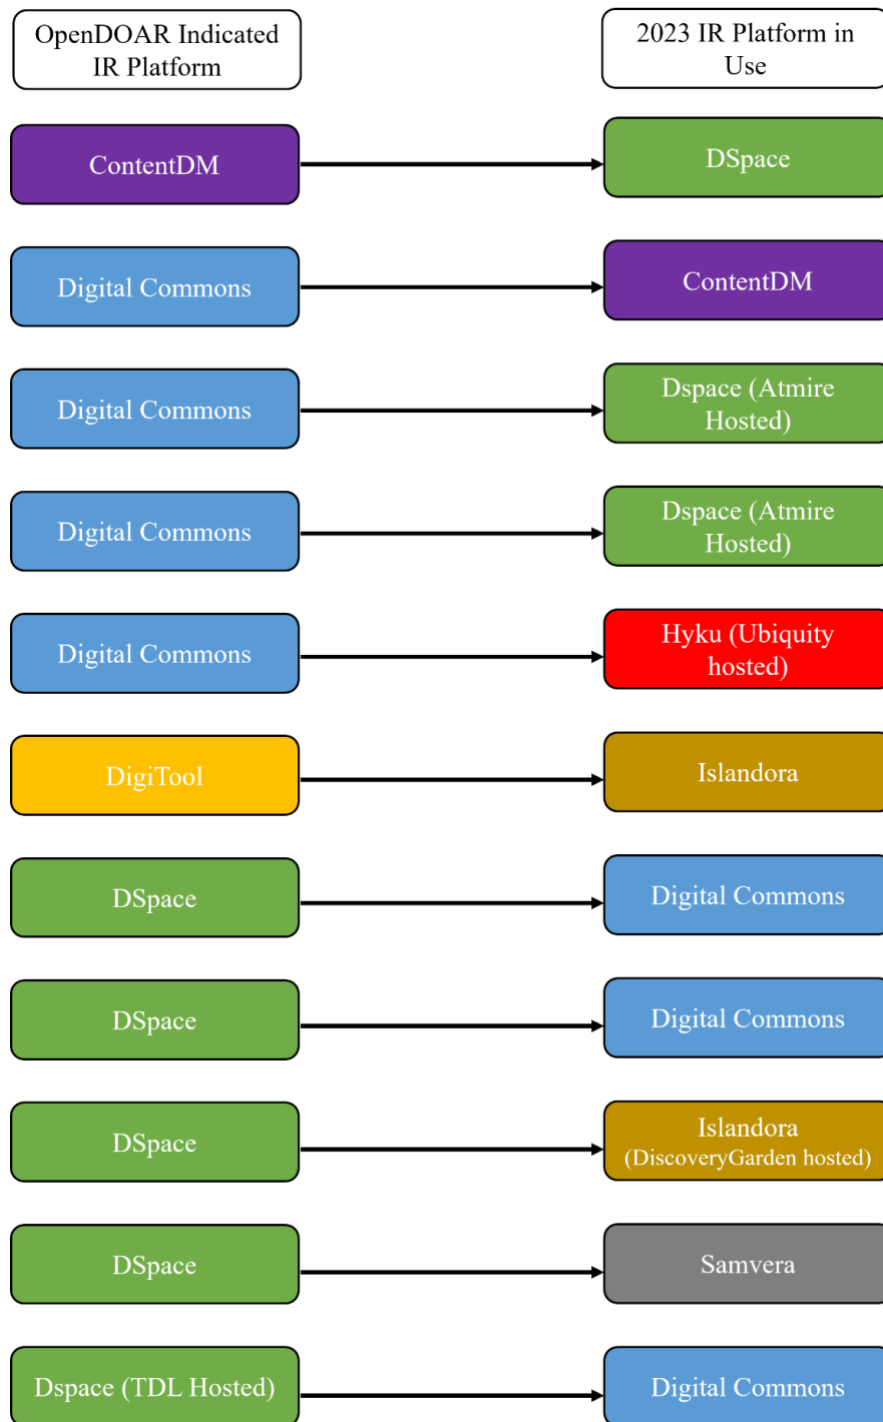 OpenDOAR Indicated
IR Platform
2023 IR Platform in
Use
ContentDM
DSpace
Digital Commons
ContentDM
Digital Commons
Dspace (Atmire
Hosted)
Digital Commons
Dspace (Atmire
Hosted)
Digital Commons
Hyku (Ubiquity
hosted)
DigiTool
Islandora
DSpace
Digital Commons
DSpace
Digital Commons
DSpace
Islandora
(DiscoveryGarden hosted)
DSpace
Samvera
Dspace (TDL Hosted)
Digital Commons